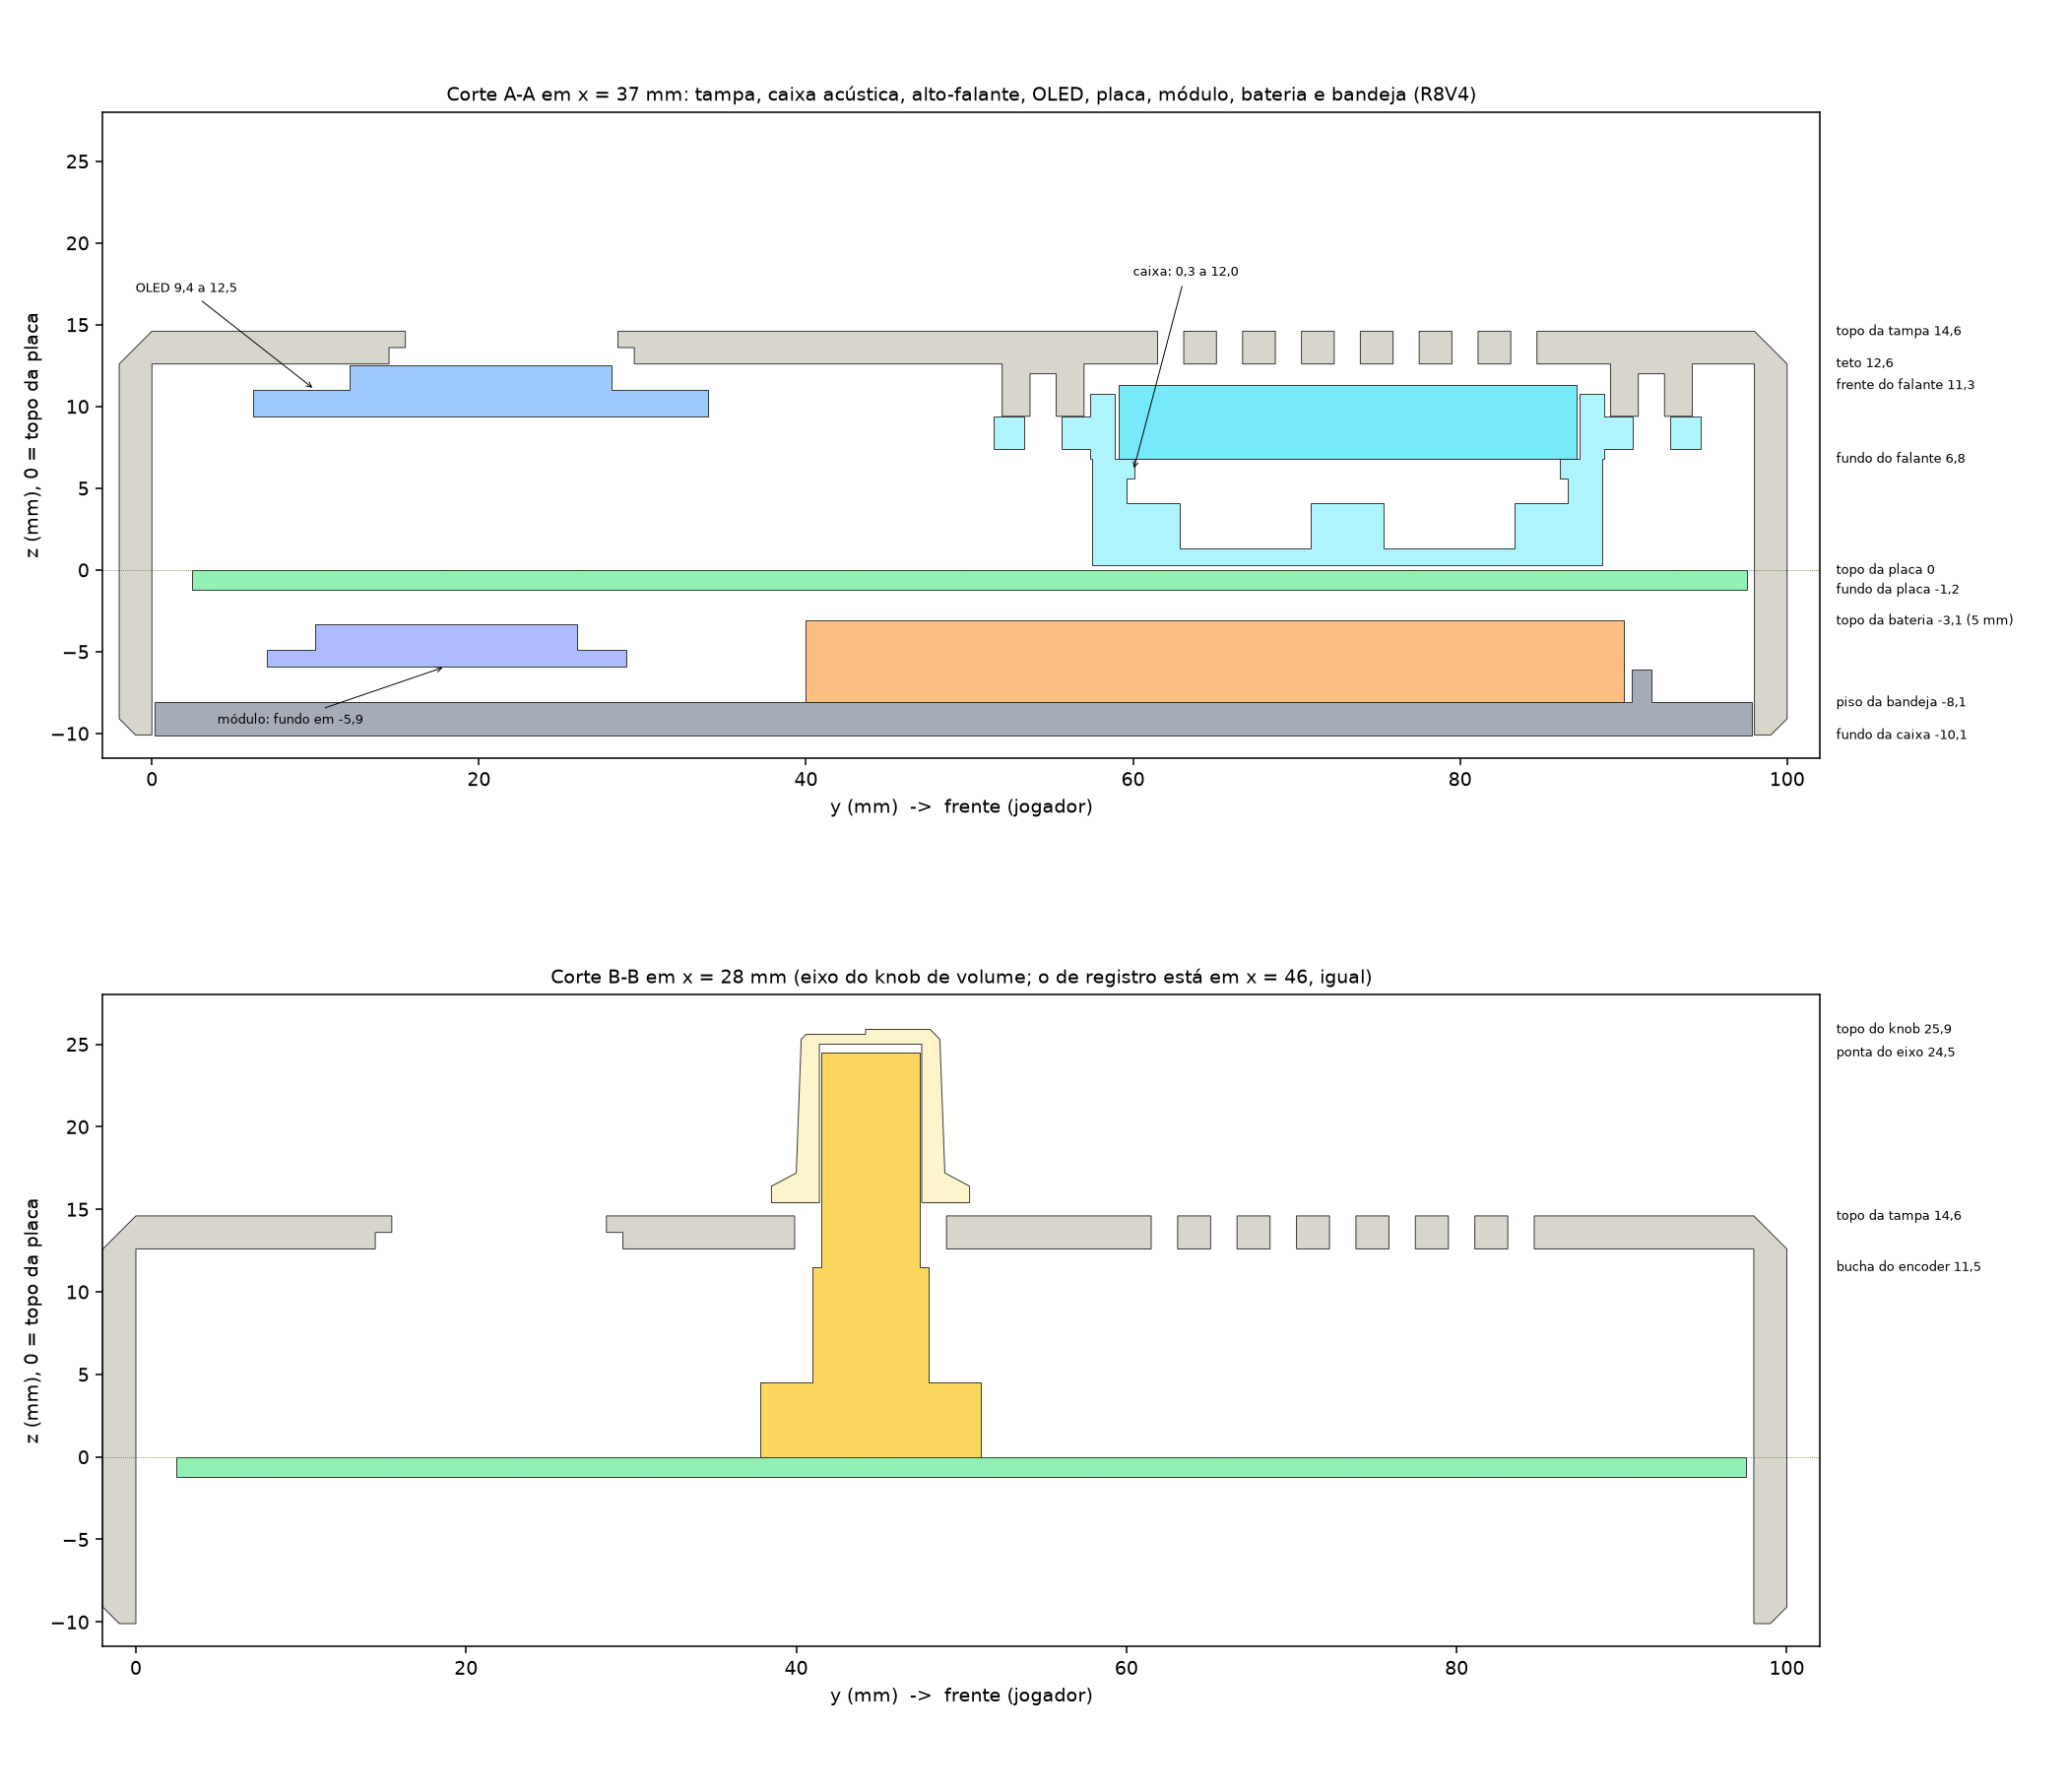 Corte A-A em x = 37 mm: tampa, caixa acústica, alto-falante, OLED, placa, módulo, bateria e bandeja (R8V4)
z (mm), 0 = topo da placa
25
20
15
10
5
0
−5
−10
OLED 9,4 a 12,5
caixa: 0,3 a 12,0
módulo: fundo em -5,9
topo da tampa 14,6
teto 12,6
frente do falante 11,3
fundo do falante 6,8
topo da placa 0
fundo da placa -1,2
topo da bateria -3,1 (5 mm)
piso da bandeja -8,1
fundo da caixa -10,1
0 20 40 60 80 100
y (mm) -> frente (jogador)
Corte B-B em x = 28 mm (eixo do knob de volume; o de registro está em x = 46, igual)
z (mm), 0 = topo da placa
25
20
15
10
5
0
−5
−10
topo do knob 25,9
ponta do eixo 24,5
topo da tampa 14,6
bucha do encoder 11,5
0 20 40 60 80 100
y (mm) -> frente (jogador)